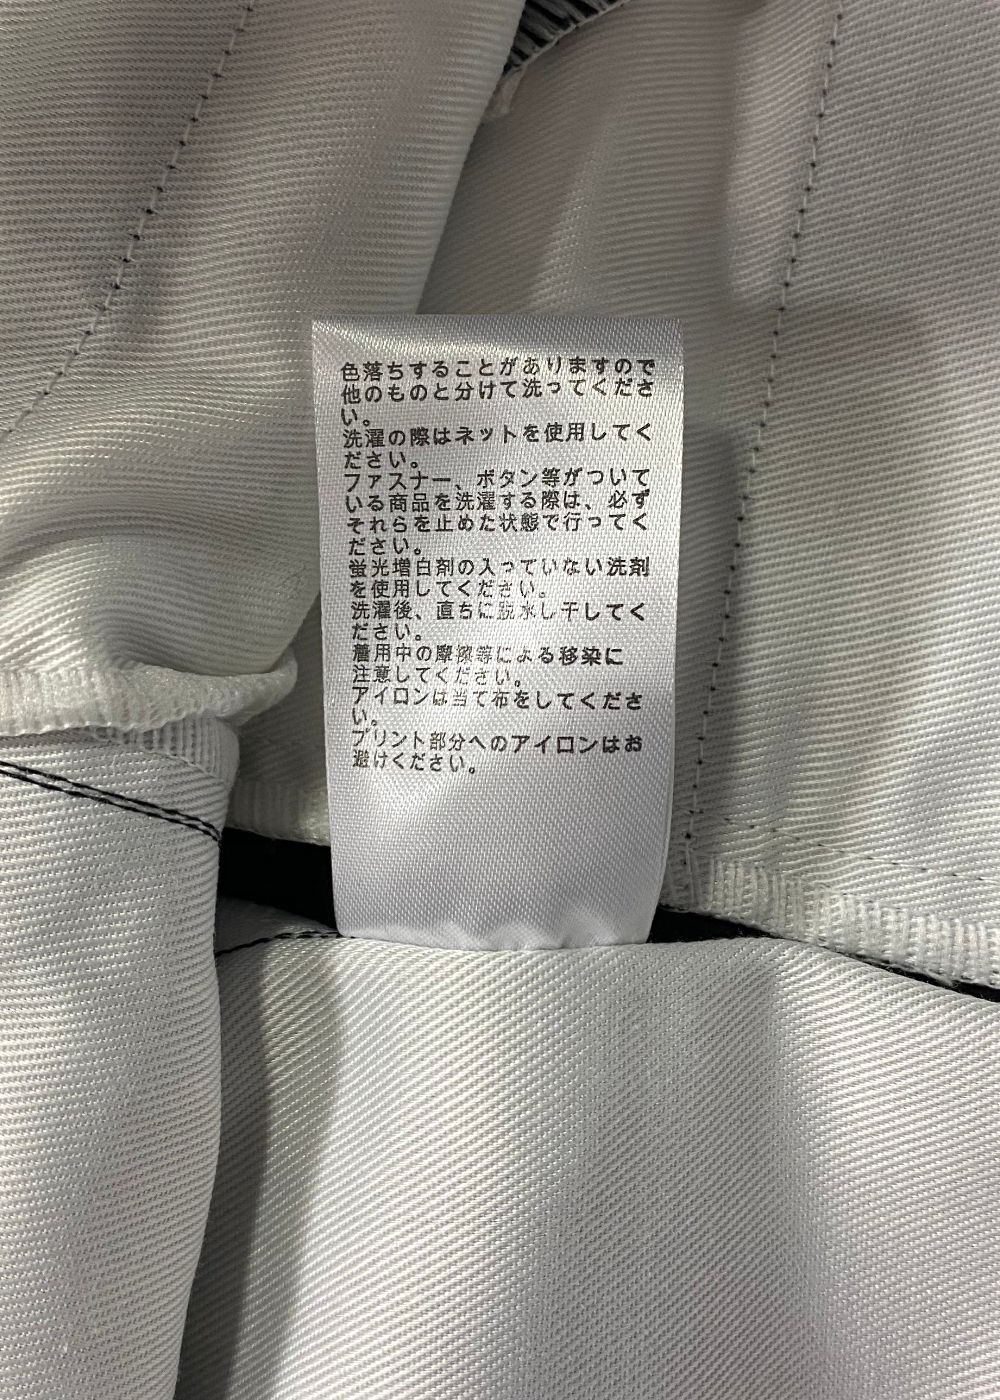 色落ちすることがありますので
他のものと分けて洗ってくださ
い。
洗濯の際はネットを使用してく
ださい。
ファスナー、ボタン等がついて
いる商品を洗濯する際は、必ず
それらを止めた状態で行ってく
ださい。
蛍光増白剤の入っていない洗剤
を使用してください。
洗濯後、直ちに脱水し干してく
ださい。
着用中の摩擦等による移染に
注意してください。
アイロンは当て布をしてくださ
い。
プリント部分へのアイロンはお
避けください。